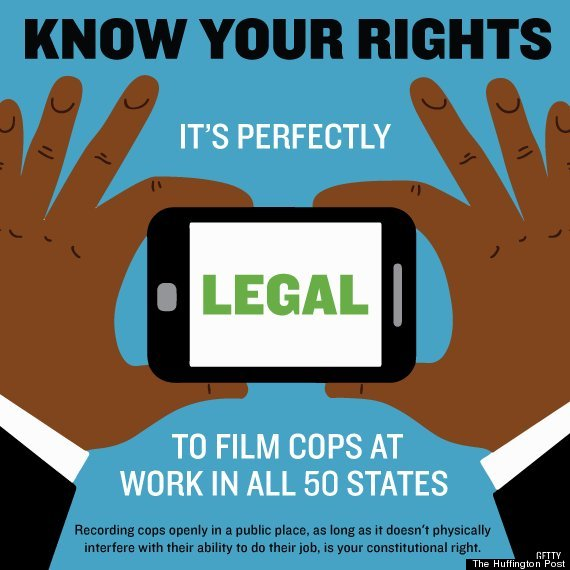 KNOW YOUR RIGHTS
IT'S PERFECTLY
LEGAL
TO FILM COPS AT
WORK IN ALL 50 STATES
Recording cops openly in a public place, as long as it doesn't physically
interfere with their ability to do their job, is your constitutional right.
GETTY
The Huffington Post